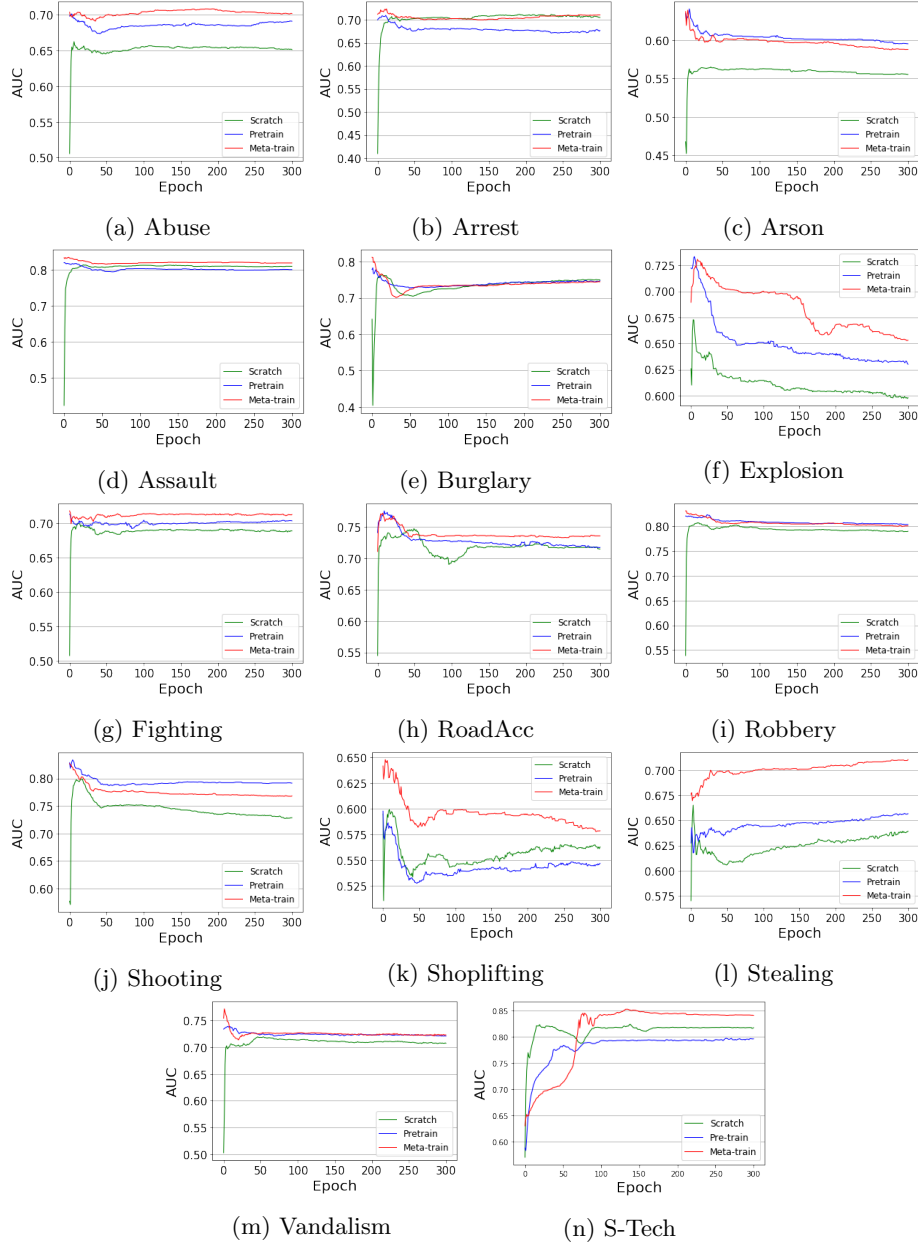 0.70
0.65
0.60
0.55
0.50
AUC
0 50 100 150 200 250 300
Epoch
Scratch
Pretrain
Meta-train
(a) Abuse
0.70
0.65
0.60
0.55
0.50
0.45
0.40
AUC
0 50 100 150 200 250 300
Epoch
Scratch
Pretrain
Meta-train
(b) Arrest
0.60
0.55
0.50
0.45
AUC
0 50 100 150 200 250 300
Epoch
Scratch
Pretrain
Meta-train
(c) Arson
0.8
0.7
0.6
0.5
AUC
0 50 100 150 200 250 300
Epoch
Scratch
Pretrain
Meta-train
(d) Assault
0.8
0.7
0.6
0.5
0.4
AUC
0 50 100 150 200 250 300
Epoch
Scratch
Pretrain
Meta-train
(e) Burglary
0.725
0.700
0.675
0.650
0.625
0.600
AUC
0 50 100 150 200 250 300
Epoch
Scratch
Pretrain
Meta-train
(f) Explosion
0.70
0.65
0.60
0.55
0.50
AUC
0 50 100 150 200 250 300
Epoch
Scratch
Pretrain
Meta-train
(g) Fighting
0.75
0.70
0.65
0.60
0.55
AUC
0 50 100 150 200 250 300
Epoch
Scratch
Pretrain
Meta-train
(h) RoadAcc
0.80
0.75
0.70
0.65
0.60
0.55
AUC
0 50 100 150 200 250 300
Epoch
Scratch
Pretrain
Meta-train
(i) Robbery
0.80
0.75
0.70
0.65
0.60
AUC
0 50 100 150 200 250 300
Epoch
Scratch
Pretrain
Meta-train
(j) Shooting
0.650
0.625
0.600
0.575
0.550
0.525
AUC
0 50 100 150 200 250 300
Epoch
Scratch
Pretrain
Meta-train
(k) Shoplifting
0.700
0.675
0.650
0.625
0.600
0.575
AUC
0 50 100 150 200 250 300
Epoch
Scratch
Pretrain
Meta-train
(l) Stealing
0.75
0.70
0.65
0.60
0.55
0.50
AUC
0 50 100 150 200 250 300
Epoch
Scratch
Pretrain
Meta-train
(m) Vandalism
0.85
0.80
0.75
0.70
0.65
0.60
AUC
0 50 100 150 200 250 300
Epoch
Scratch
Pre-train
Meta-train
(n) S-Tech